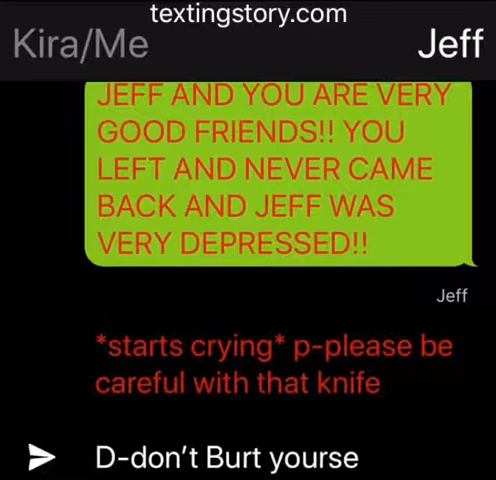 textingstory.com
Kira/Me
Jeff
JEFF AND YOU ARE VERY
GOOD FRIENDS!! YOU
LEFT AND NEVER CAME
BACK AND JEFF WAS
VERY DEPRESSED!!
Jeff
*starts crying* p-please be
careful with that knife
D-don’t Burt yourse